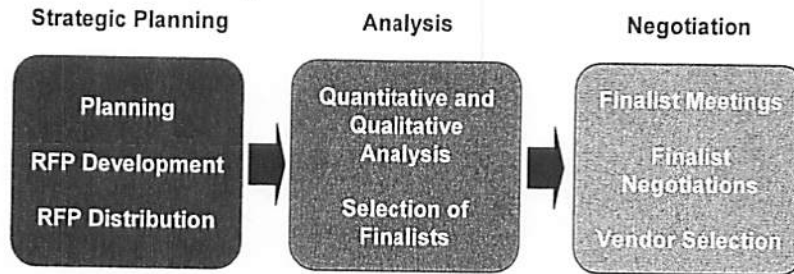 Strategic Planning
Planning
RFP Development
RFP Distribution
Analysis
Quantitative and
Qualitative
Analysis
Selection of
Finalists
Negotiation
Finalist Meetings
Finalist
Negotiations
Vendor Selection